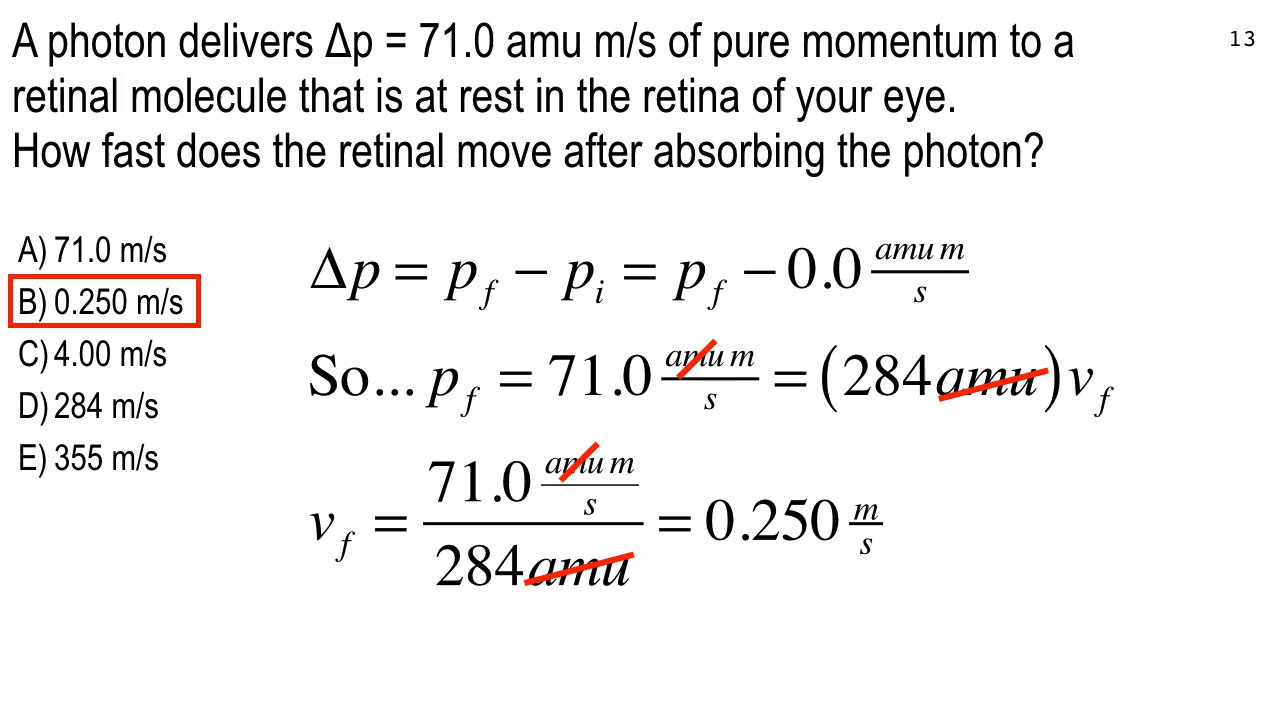 A photon delivers Δp = 71.0 amu m/s of pure momentum to a
13
retinal molecule that is at rest in the retina of your eye.
How fast does the retinal move after absorbing the photon?
A) 71.0 m/s
B) 0.250 m/s
C) 4.00 m/s
D) 284 m/s
E) 355 m/s
Δp = p_f − p_i = p_f − 0.0 amu m/s
So... p_f = 71.0 amu m/s = (284 amu) v_f
v_f = 71.0 amu m/s / 284 amu = 0.250 m/s